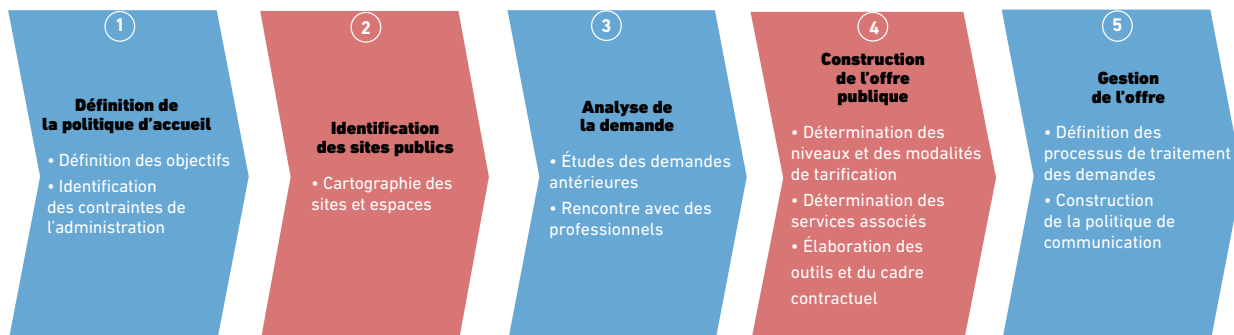 1
Définition de
la politique d’accueil
• Définition des objectifs
• Identification
des contraintes de
l’administration
2
Identification
des sites publics
• Cartographie des
sites et espaces
3
Analyse de
la demande
• Études des demandes
antérieures
• Rencontre avec des
professionnels
4
Construction
de l’offre
publique
• Détermination des
niveaux et des modalités
de tarification
• Détermination des
services associés
• Élaboration des
outils et du cadre
contractuel
5
Gestion
de l’offre
• Définition des
processus de traitement
des demandes
• Construction
de la politique de
communication